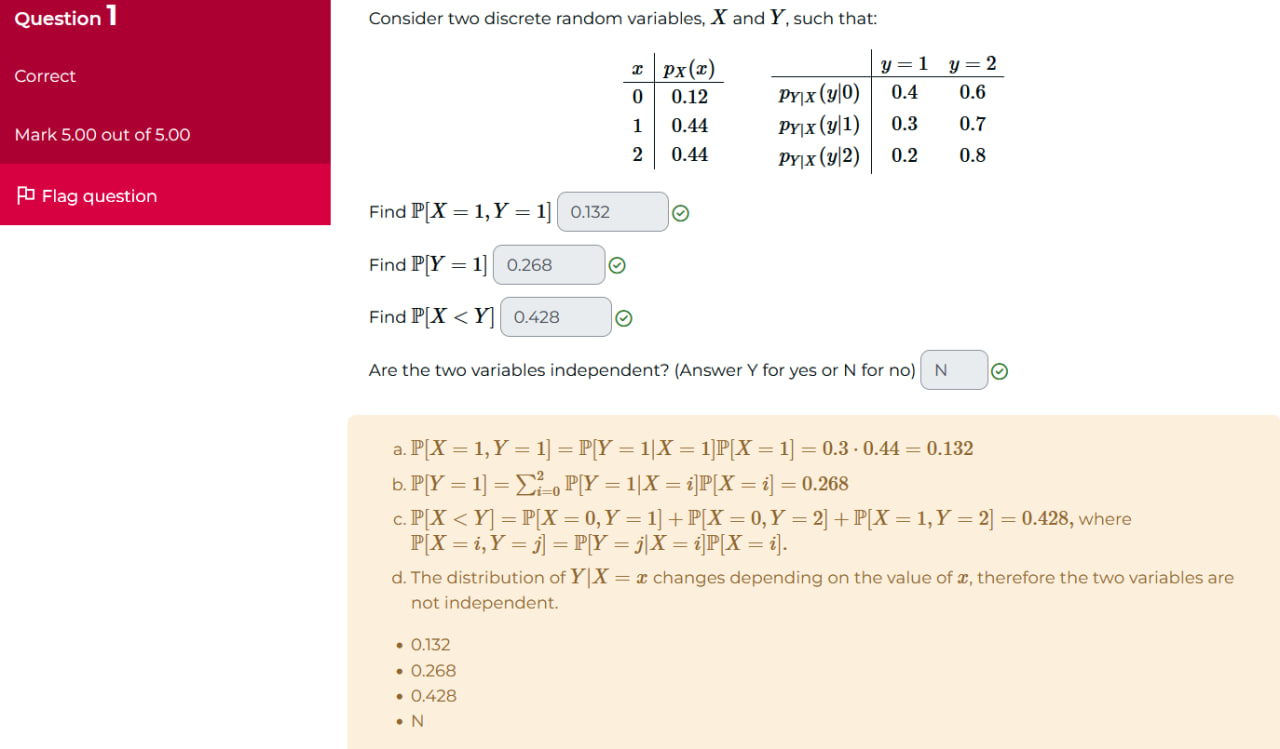 Question 1
Correct
Mark 5.00 out of 5.00
Flag question
Consider two discrete random variables, X and Y, such that:
x p_X(x)
0 0.12
1 0.44
2 0.44
y = 1 y = 2
p_{Y|X}(y|0) 0.4 0.6
p_{Y|X}(y|1) 0.3 0.7
p_{Y|X}(y|2) 0.2 0.8
Find ℙ[X = 1, Y = 1] 0.132
Find ℙ[Y = 1] 0.268
Find ℙ[X < Y] 0.428
Are the two variables independent? (Answer Y for yes or N for no) N
a. ℙ[X = 1, Y = 1] = ℙ[Y = 1|X = 1]ℙ[X = 1] = 0.3 · 0.44 = 0.132
b. ℙ[Y = 1] = ∑_{i=0}^{2} ℙ[Y = 1|X = i]ℙ[X = i] = 0.268
c. ℙ[X < Y] = ℙ[X = 0, Y = 1] + ℙ[X = 0, Y = 2] + ℙ[X = 1, Y = 2] = 0.428, where
ℙ[X = i, Y = j] = ℙ[Y = j|X = i]ℙ[X = i].
d. The distribution of Y|X = x changes depending on the value of x, therefore the two variables are
not independent.
• 0.132
• 0.268
• 0.428
• N